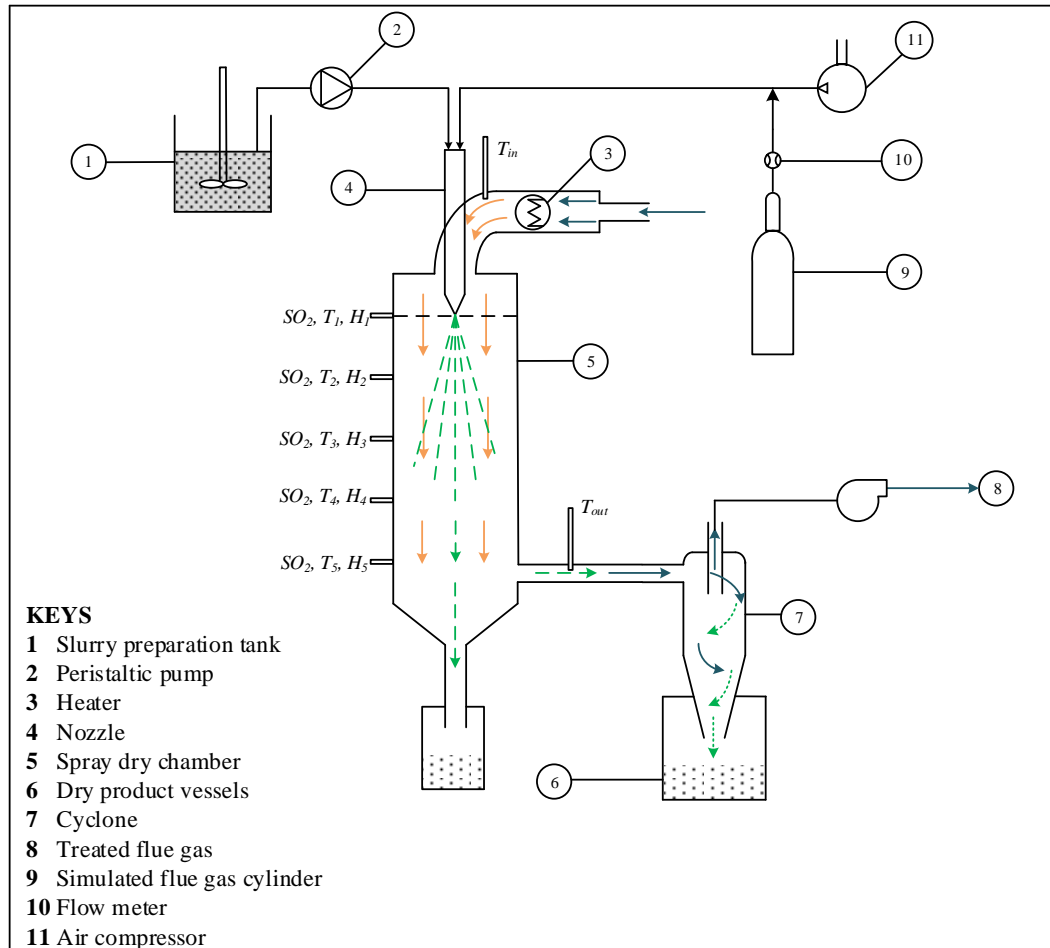 2
11
1
T_in
3
10
4
9
SO₂, T₁, H₁
5
SO₂, T₂, H₂
SO₂, T₃, H₃
SO₂, T₄, H₄
T_out
8
SO₂, T₅, H₅
7
6
KEYS
1 Slurry preparation tank
2 Peristaltic pump
3 Heater
4 Nozzle
5 Spray dry chamber
6 Dry product vessels
7 Cyclone
8 Treated flue gas
9 Simulated flue gas cylinder
10 Flow meter
11 Air compressor